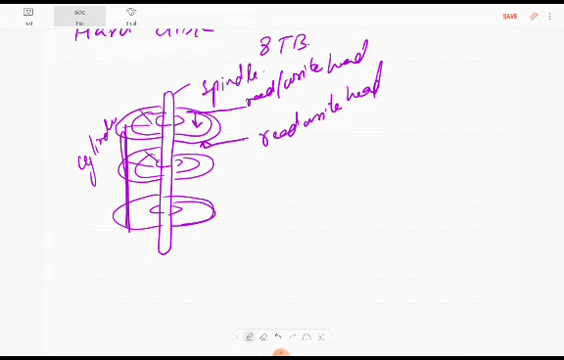 Hard disk
8 TB
spindle
read/write head
read write head
cylinder
SAVE